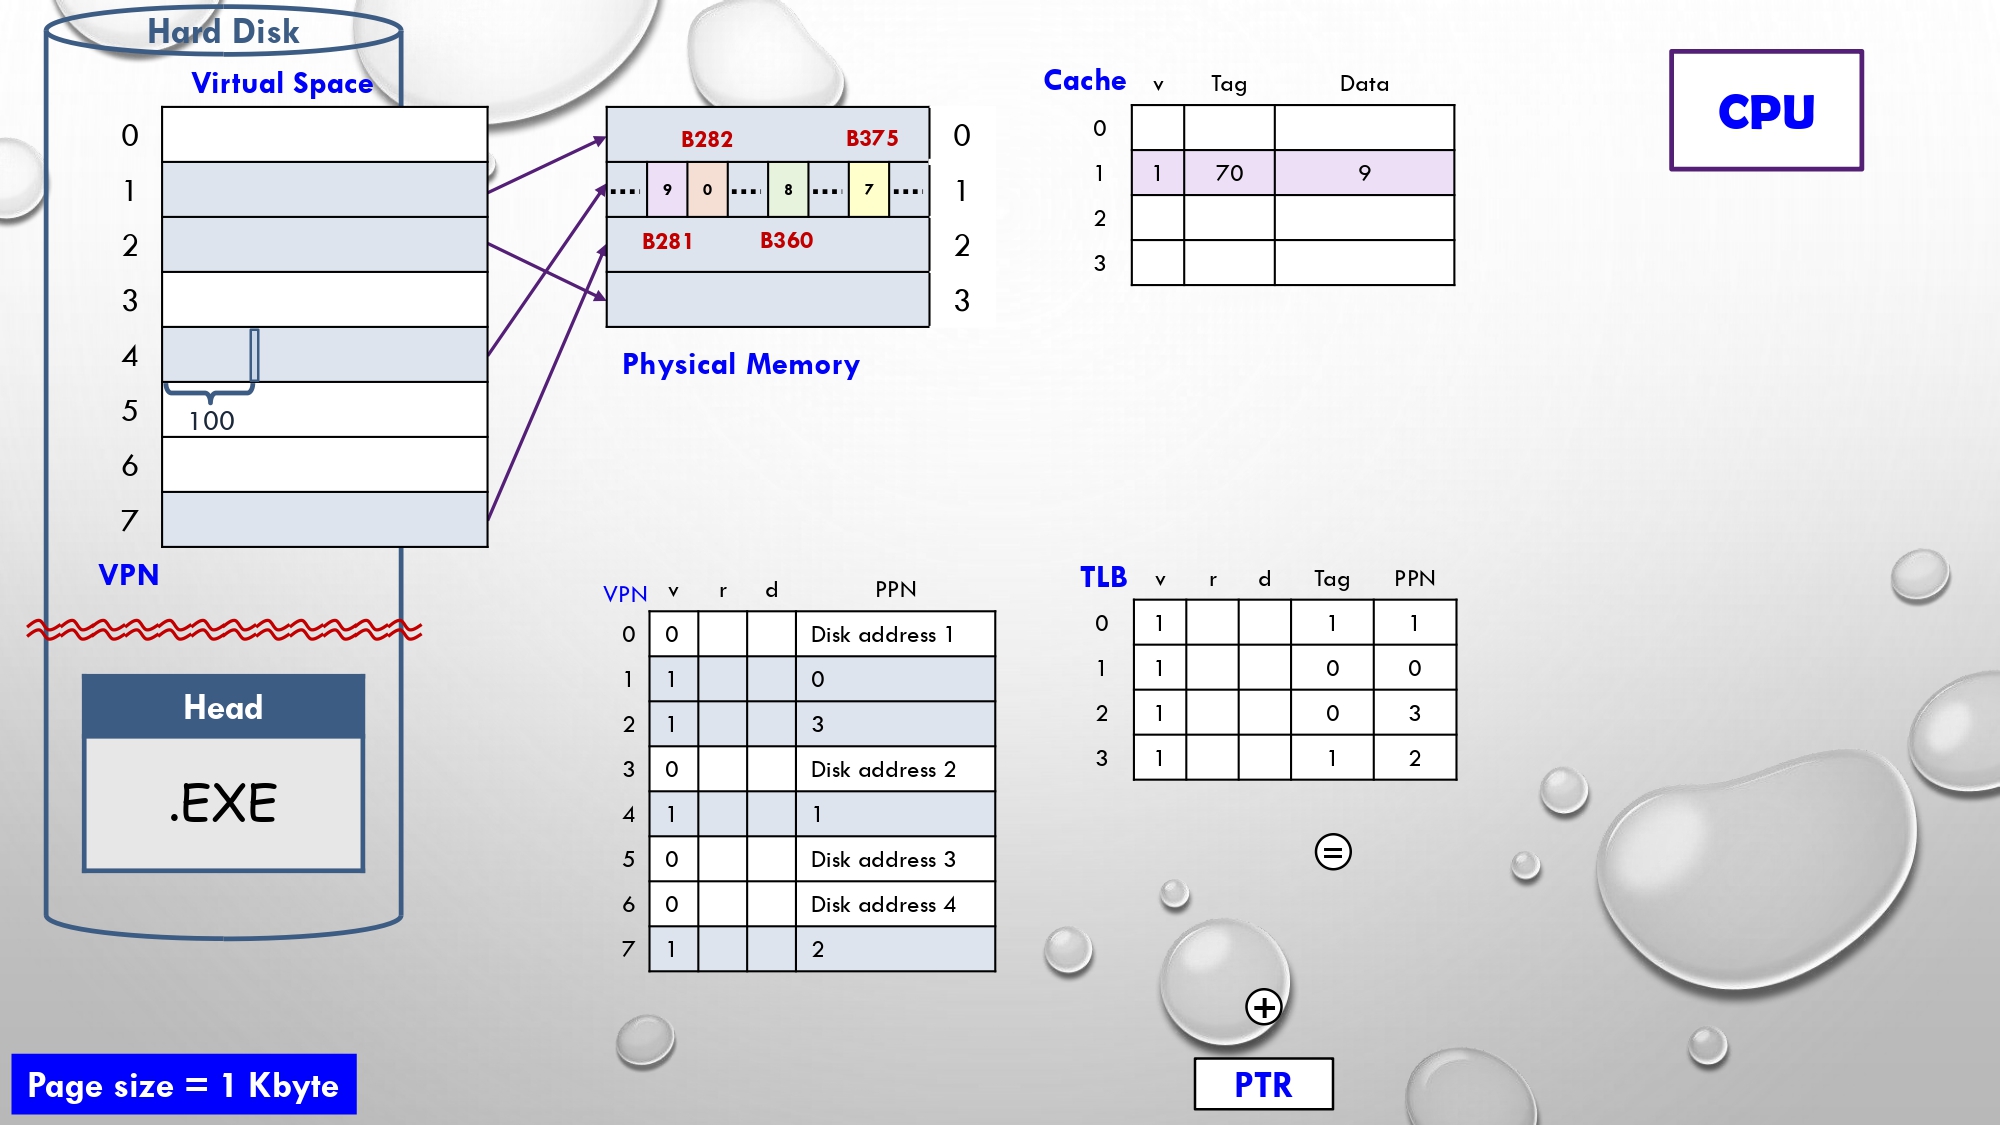 Hard Disk
Virtual Space
0
1
2
3
4
5
6
7
100
VPN
Head
.EXE
Page size = 1 Kbyte
B282 B375
.... 9 0 .... 8 .... 7 ....
B281 B360
0
1
2
3
Physical Memory
Cache v Tag Data
0
1 1 70 9
2
3
CPU
VPN v r d PPN
0 0 Disk address 1
1 1 0
2 1 3
3 0 Disk address 2
4 1 1
5 0 Disk address 3
6 0 Disk address 4
7 1 2
TLB v r d Tag PPN
0 1 1 1
1 1 0 0
2 1 0 3
3 1 1 2
=
+
PTR